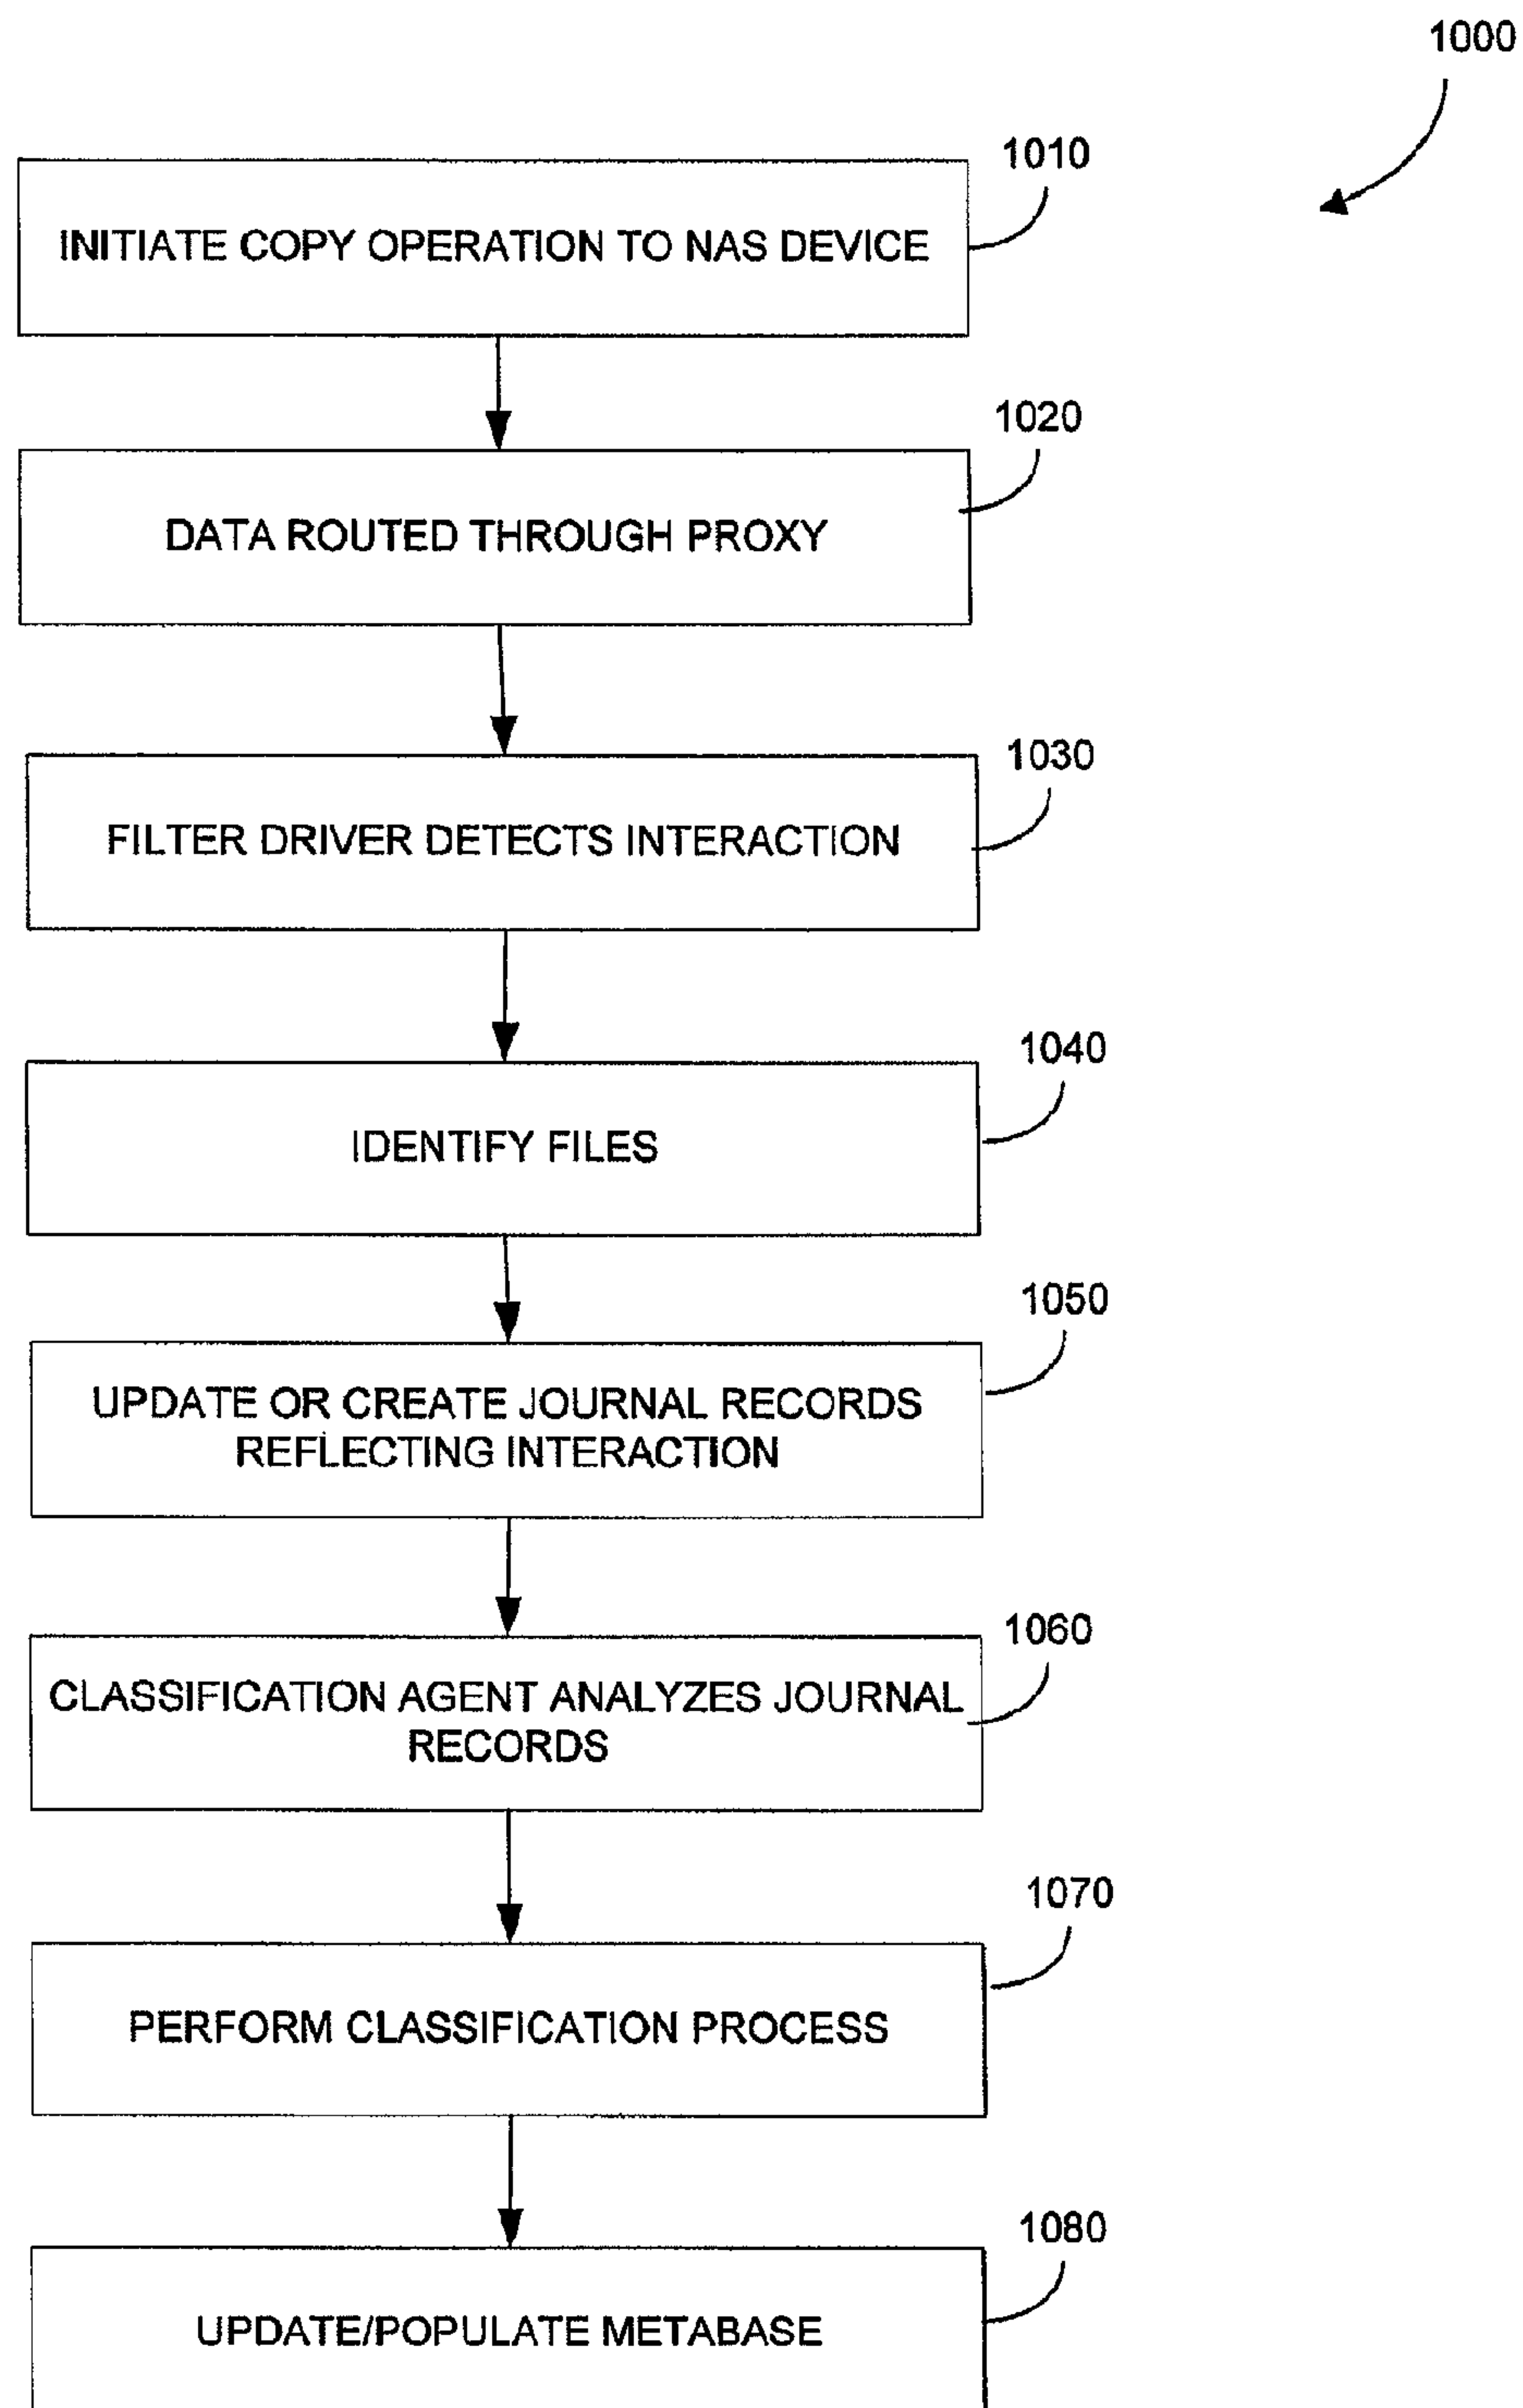 1000
1010
INITIATE COPY OPERATION TO NAS DEVICE
1020
DATA ROUTED THROUGH PROXY
1030
FILTER DRIVER DETECTS INTERACTION
1040
IDENTIFY FILES
1050
UPDATE OR CREATE JOURNAL RECORDS
REFLECTING INTERACTION
1060
CLASSIFICATION AGENT ANALYZES JOURNAL
RECORDS
1070
PERFORM CLASSIFICATION PROCESS
1080
UPDATE/POPULATE METABASE